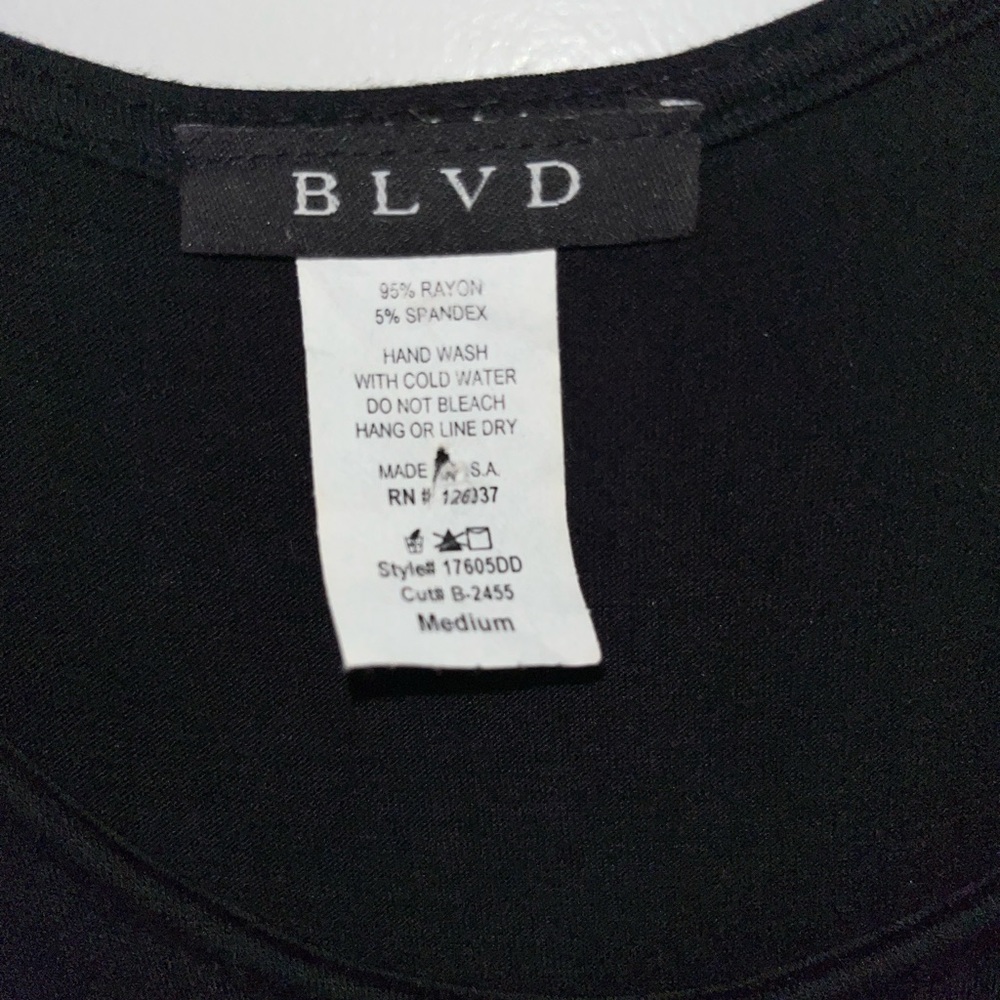 BLVD
95% RAYON
5% SPANDEX
HAND WASH
WITH COLD WATER
DO NOT BLEACH
HANG OR LINE DRY
MADE S.A.
RN #
Style# 17605DD
Cut# B-2455
Medium